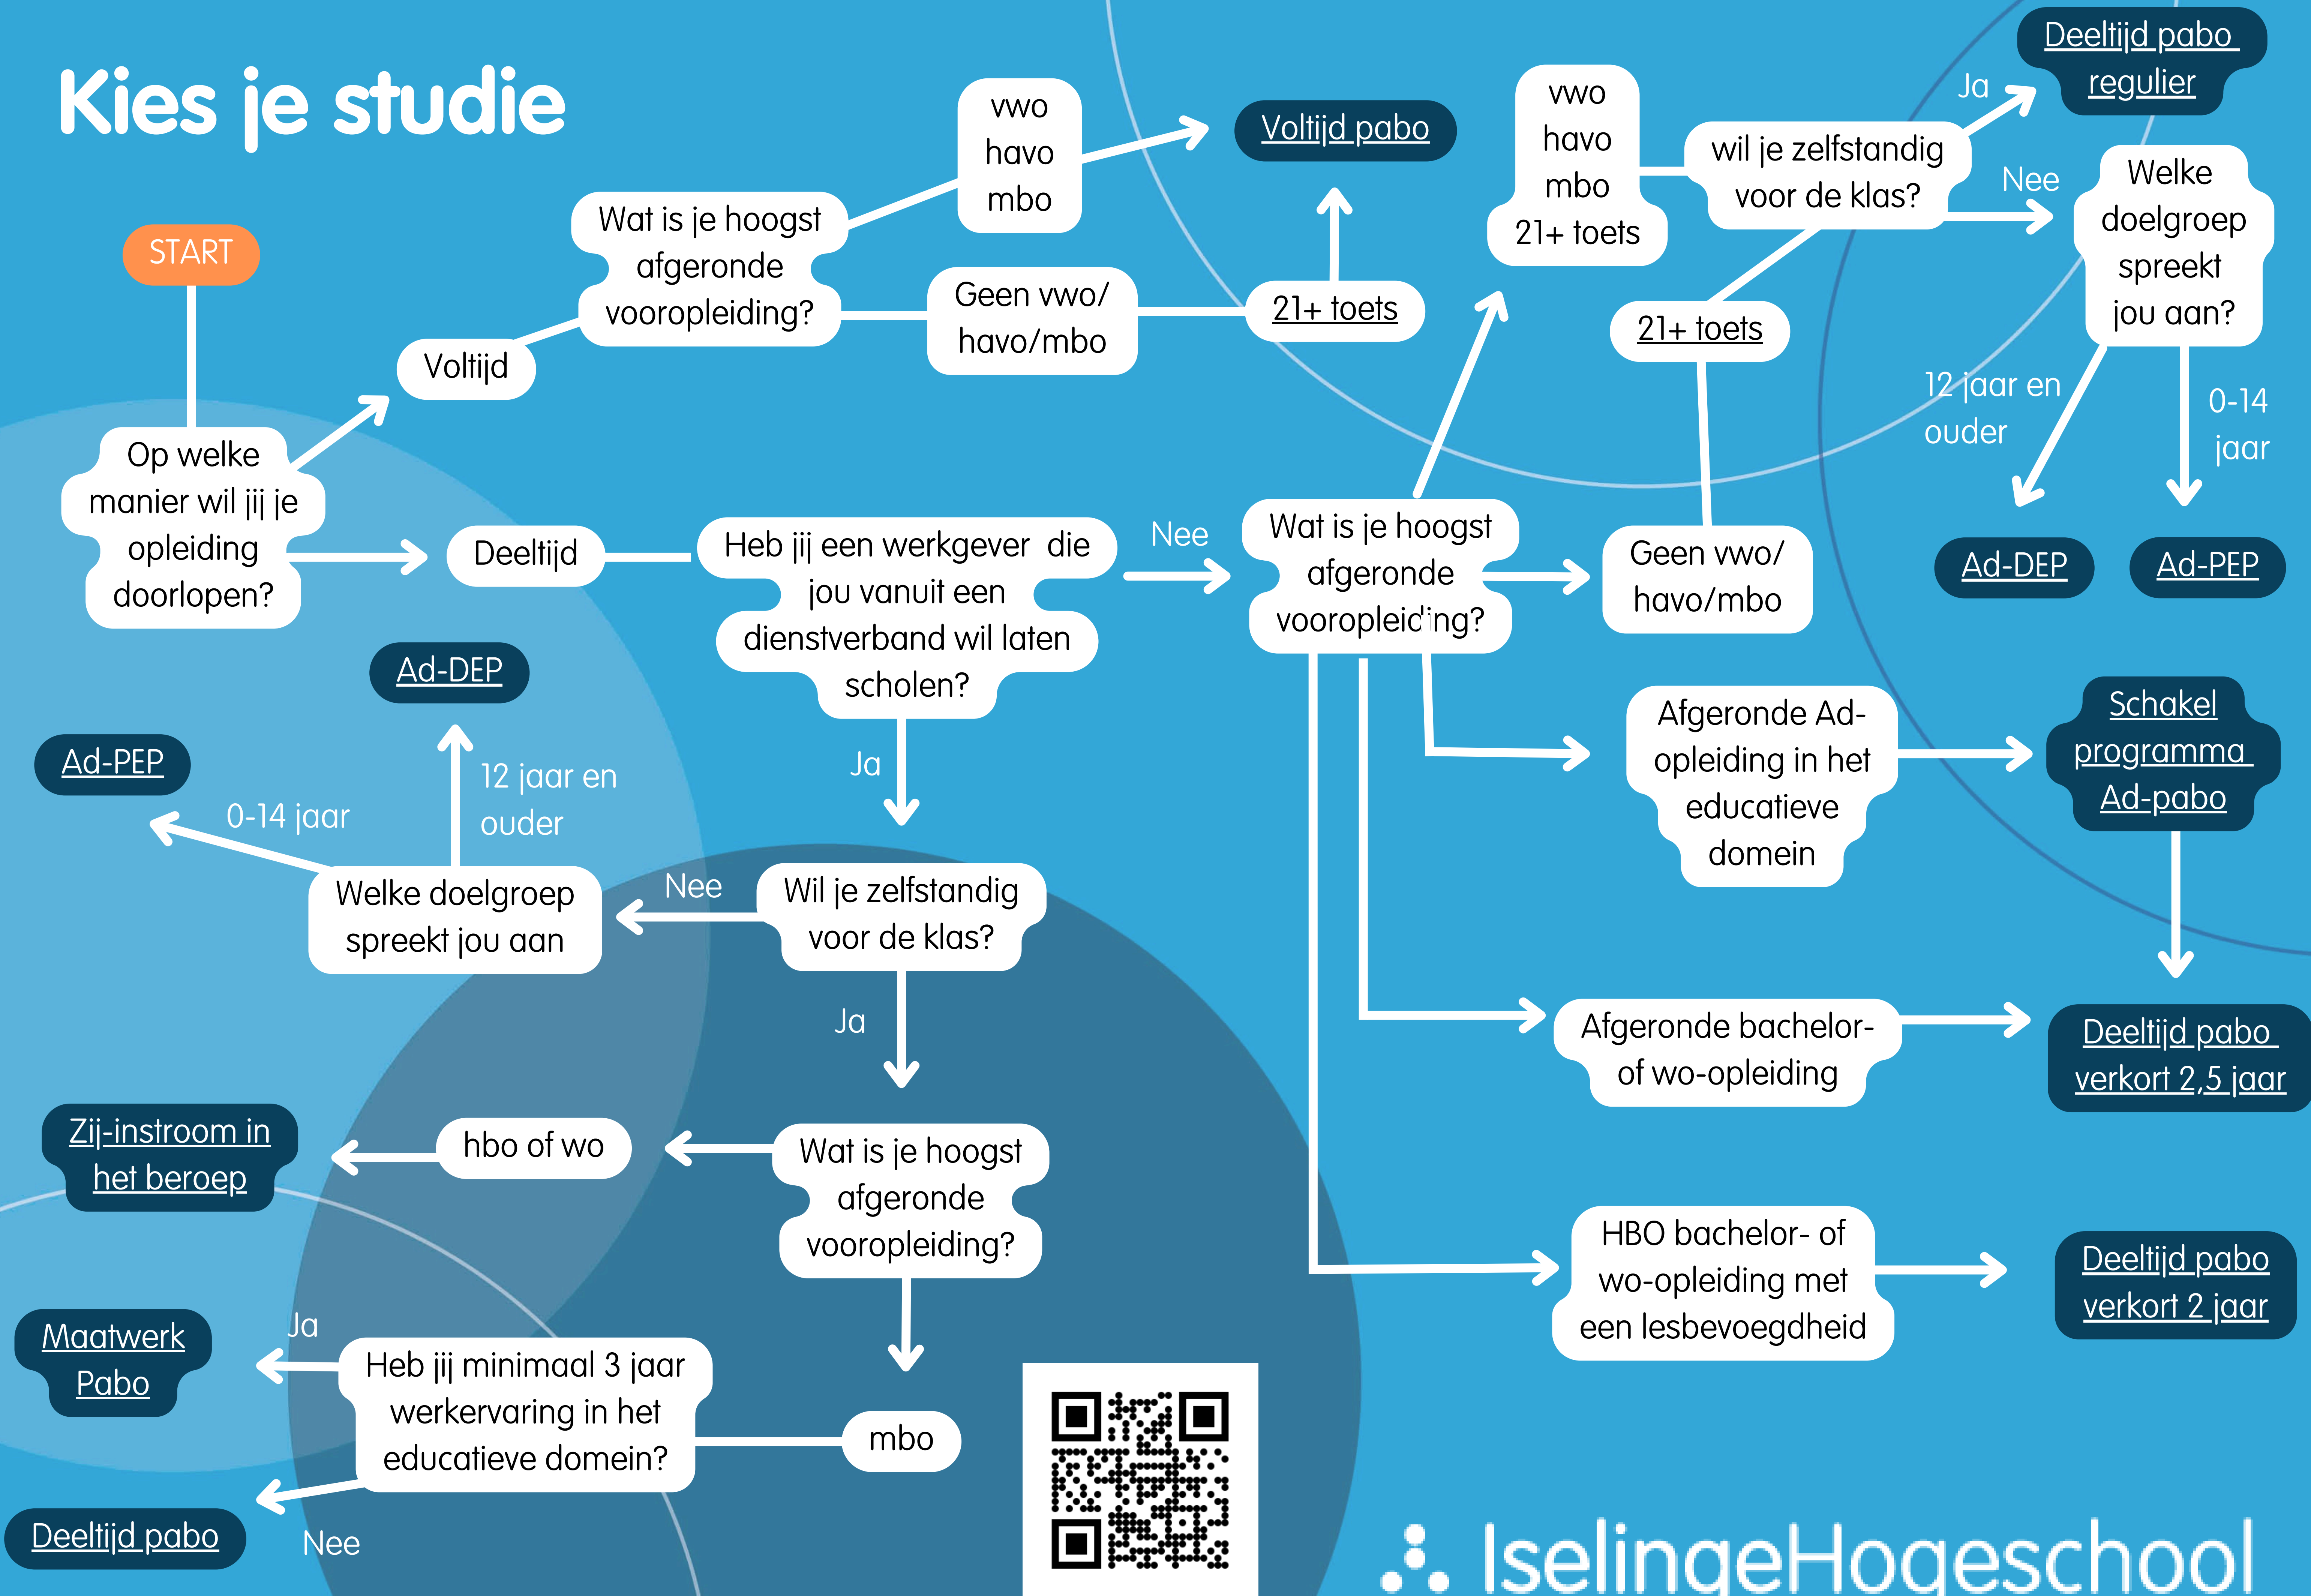 Kies je studie
START
Op welke
manier wil jij je
opleiding
doorlopen?
Voltijd
Wat is je hoogst
afgeronde
vooropleiding?
vwo
havo
mbo
Voltijd pabo
Geen vwo/
havo/mbo
21+ toets
Deeltijd
Heb jij een werkgever die
jou vanuit een
dienstverband wil laten
scholen?
Nee
Wat is je hoogst
afgeronde
vooropleiding?
vwo
havo
mbo
21+ toets
wil je zelfstandig
voor de klas?
Ja
Deeltijd pabo
regulier
Nee
Welke
doelgroep
spreekt
jou aan?
12 jaar en
ouder
0-14
jaar
Ad-DEP
Ad-PEP
21+ toets
Geen vwo/
havo/mbo
Afgeronde Ad-
opleiding in het
educatieve
domein
Schakel
programma
Ad-pabo
Afgeronde bachelor-
of wo-opleiding
Deeltijd pabo
verkort 2,5 jaar
HBO bachelor- of
wo-opleiding met
een lesbevoegdheid
Deeltijd pabo
verkort 2 jaar
Ja
Wil je zelfstandig
voor de klas?
Nee
Welke doelgroep
spreekt jou aan
12 jaar en
ouder
Ad-DEP
0-14 jaar
Ad-PEP
Ja
Wat is je hoogst
afgeronde
vooropleiding?
hbo of wo
Zij-instroom in
het beroep
mbo
Heb jij minimaal 3 jaar
werkervaring in het
educatieve domein?
Ja
Maatwerk
Pabo
Nee
Deeltijd pabo
IselingeHogeschool